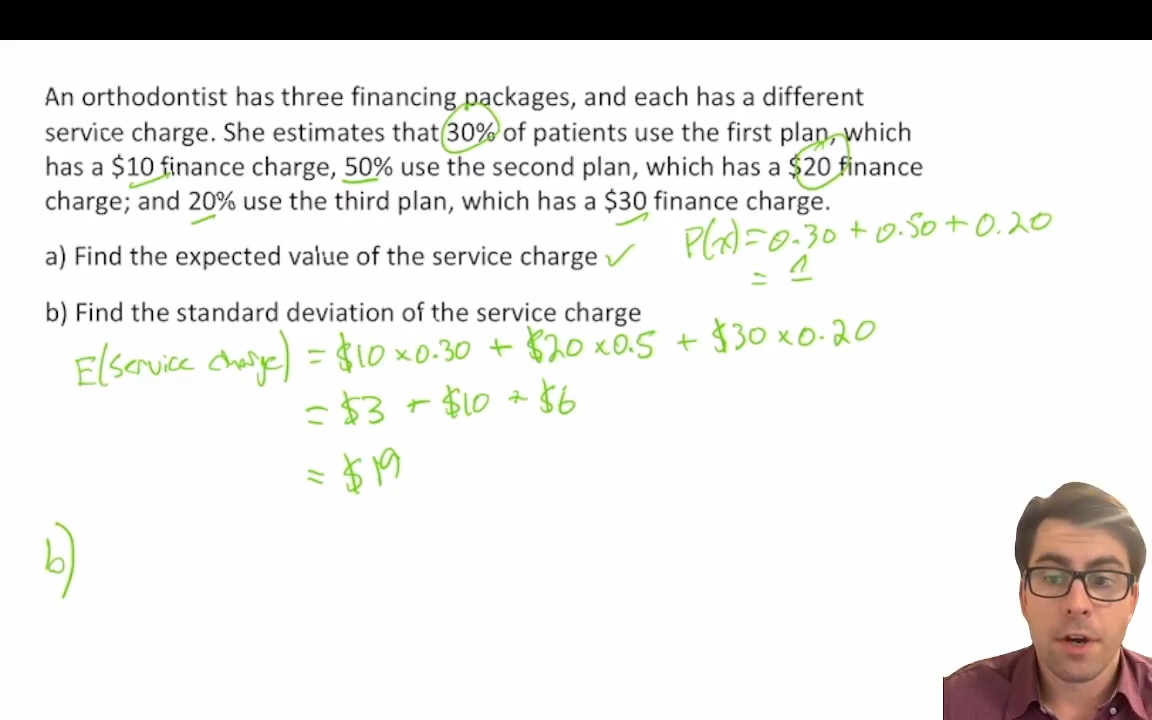 An orthodontist has three financing packages, and each has a different
service charge. She estimates that 30% of patients use the first plan, which
has a $10 finance charge, 50% use the second plan, which has a $20 finance
charge; and 20% use the third plan, which has a $30 finance charge.
P(x) = 0.30 + 0.50 + 0.20
= 1
a) Find the expected value of the service charge ✓
b) Find the standard deviation of the service charge
E(service charge) = $10 × 0.30 + $20 × 0.5 + $30 × 0.20
= $3 + $10 + $6
= $19
b)